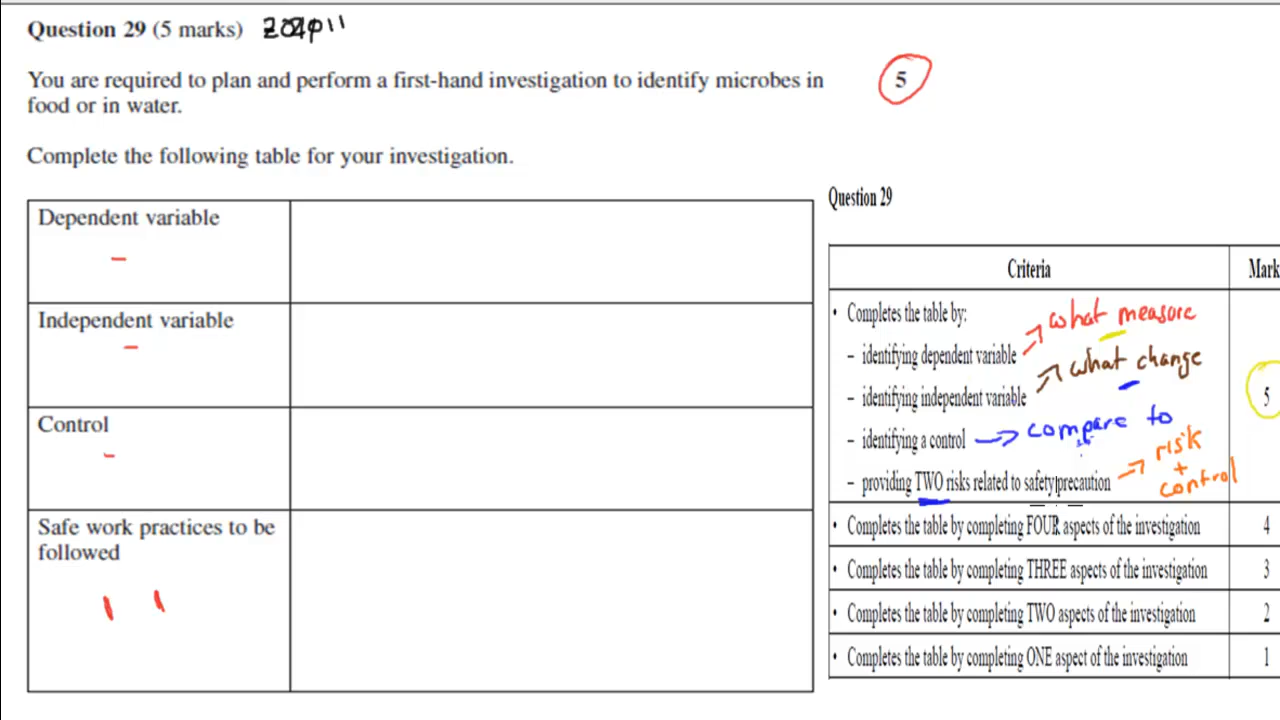 Question 29 (5 marks)
You are required to plan and perform a first-hand investigation to identify microbes in
food or in water.
5
Complete the following table for your investigation.
Dependent variable
Independent variable
Control
Safe work practices to be
followed
Question 29
Criteria
Mark
• Completes the table by:
– identifying dependent variable
what measure
– identifying independent variable
what change
– identifying a control
compare to
– providing TWO risks related to safety/precaution
risk
+
control
5
• Completes the table by completing FOUR aspects of the investigation
4
• Completes the table by completing THREE aspects of the investigation
3
• Completes the table by completing TWO aspects of the investigation
2
• Completes the table by completing ONE aspect of the investigation
1